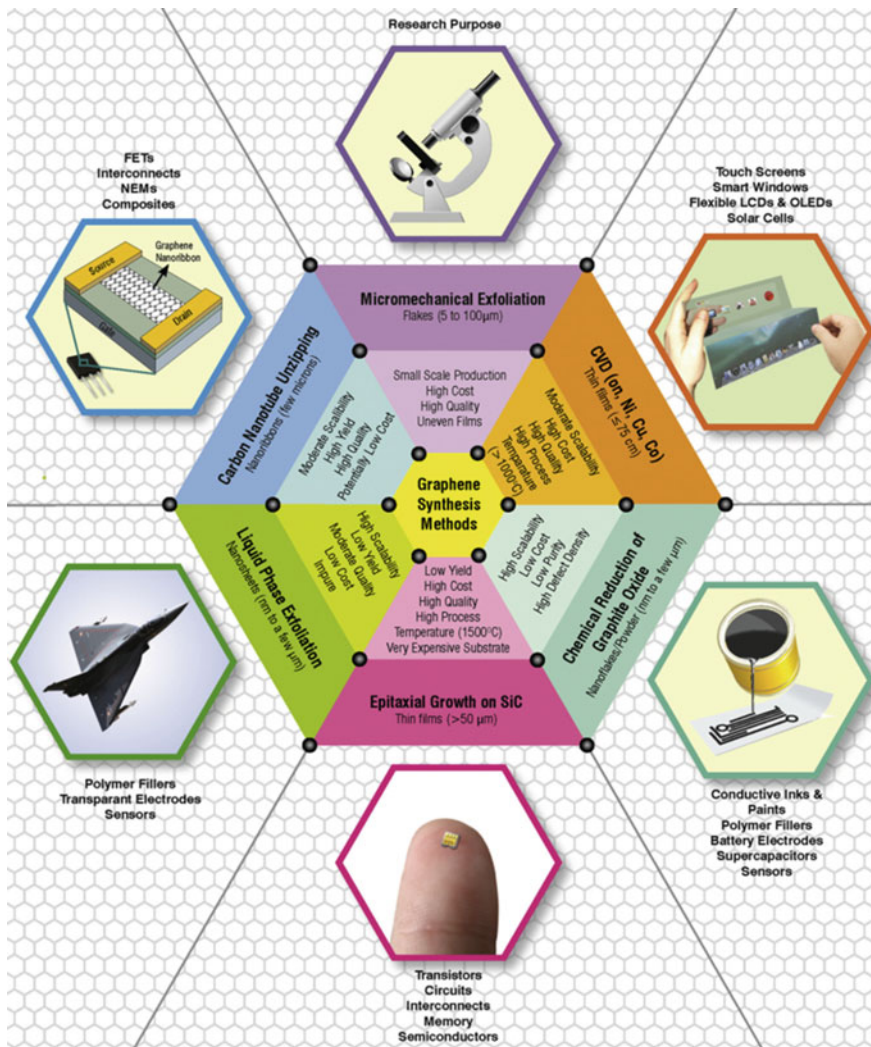 Research Purpose
FETs
Interconnects
NEMs
Composites
Graphene
Nanoribbon
Source
Drain
Gate
Touch Screens
Smart Windows
Flexible LCDs & OLEDs
Solar Cells
Micromechanical Exfoliation
Flakes (5 to 100µm)
Small Scale Production
High Cost
High Quality
Uneven Films
Carbon Nanotube Unzipping
Nanoribbons (few microns)
Moderate Scalibility
High Yield
High Quality
Potentially Low Cost
CVD (on, Ni, Cu, Co)
Thin films (≤75 cm)
Moderate Scalability
High Cost
High Quality
High Process
Temparature
(>1000ºC)
Graphene
Synthesis
Methods
Liquid Phase Exfoliation
Nanosheets (nm to a few µm)
High Scalability
Low Yield
Moderate Quality
Low Cost
Impure
Low Yield
High Cost
High Quality
High Process
Temperature (1500ºC)
Very Expensive Substrate
Epitaxial Growth on SiC
Thin films (>50 µm)
High Scalability
Low Cost
Low Purity
High Defect Density
Chemical Reduction of
Graphite Oxide
Nanoflakes/Powder (nm to a few µm)
Polymer Fillers
Transparant Electrodes
Sensors
Conductive Inks &
Paints
Polymer Fillers
Battery Electrodes
Supercapacitors
Sensors
Transistors
Circuits
Interconnects
Memory
Semiconductors